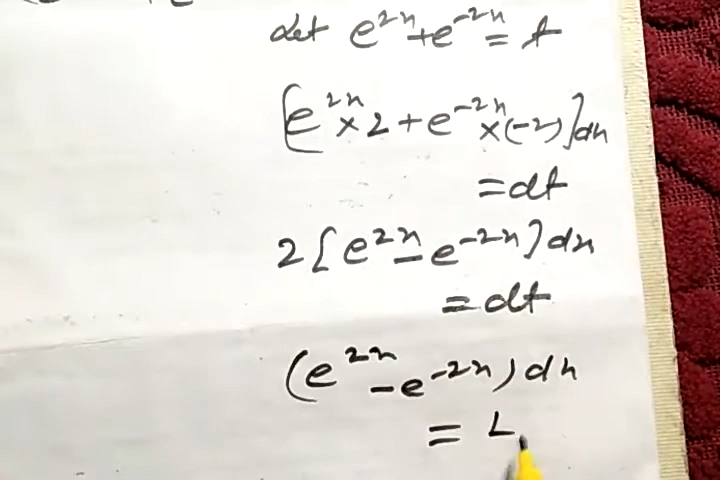 Let e^{2x}+e^{-2x} = t
[e^{2x}×2+e^{-2x}×(-2)]dx
=dt
2[e^{2x}-e^{-2x}]dx
=dt
(e^{2x}-e^{-2x})dx
=